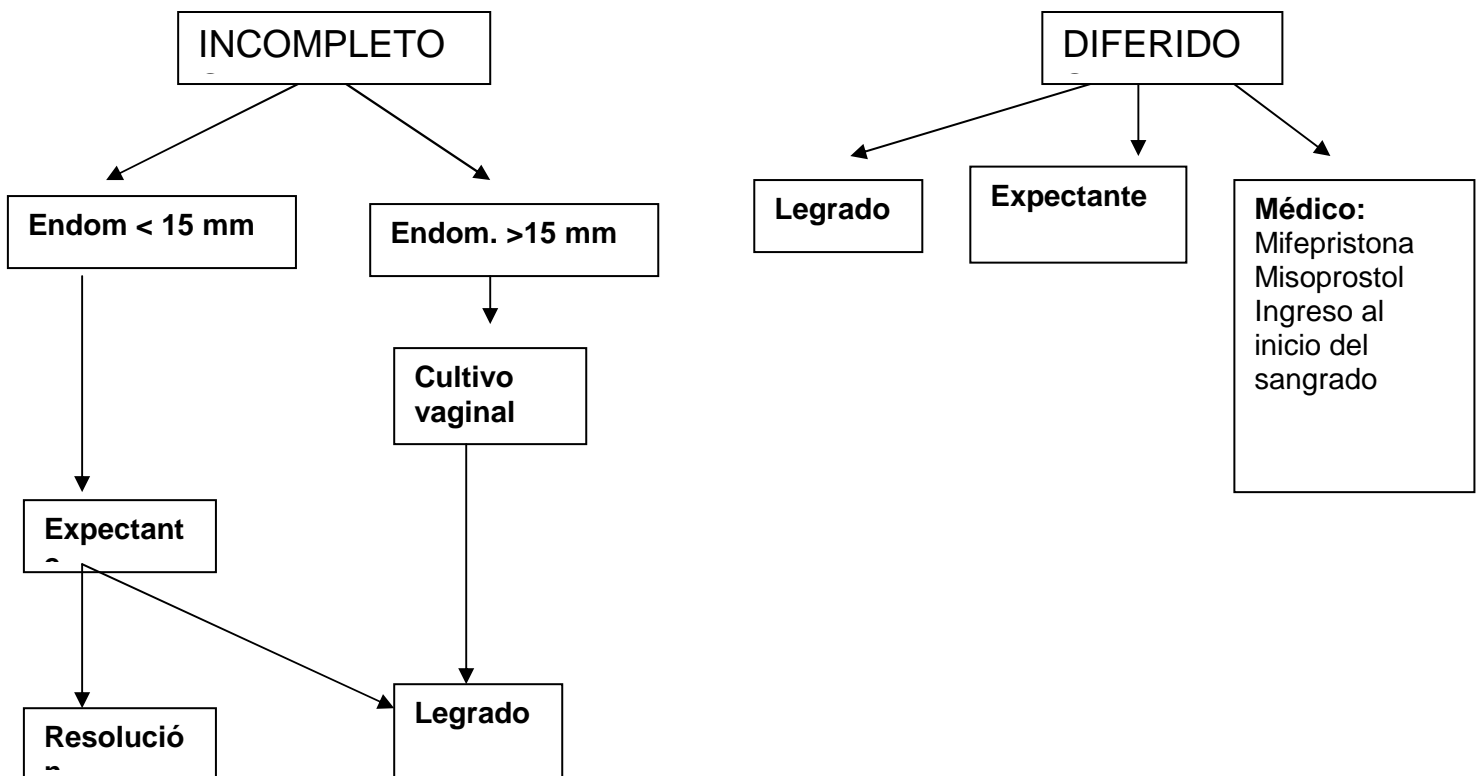 INCOMPLETO
DIFERIDO
Endom < 15 mm
Endom. >15 mm
Legrado
Expectante
Médico:
Mifepristona
Misoprostol
Ingreso al
inicio del
sangrado
Cultivo
vaginal
Expectant
Resolució
Legrado